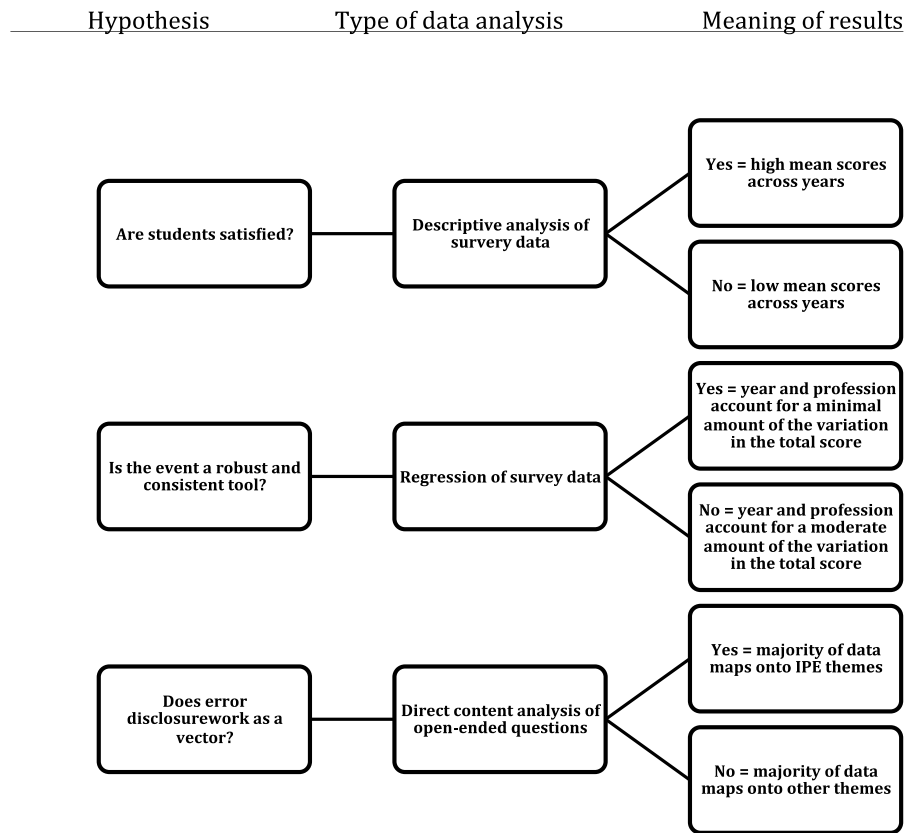 Hypothesis
Type of data analysis
Meaning of results
Are students satisfied?
Descriptive analysis of
survery data
Yes = high mean scores
across years
No = low mean scores
across years
Is the event a robust and
consistent tool?
Regression of survey data
Yes = year and profession
account for a minimal
amount of the variation
in the total score
No = year and profession
account for a moderate
amount of the variation
in the total score
Does error
disclosurework as a
vector?
Direct content analysis of
open-ended questions
Yes = majority of data
maps onto IPE themes
No = majority of data
maps onto other themes